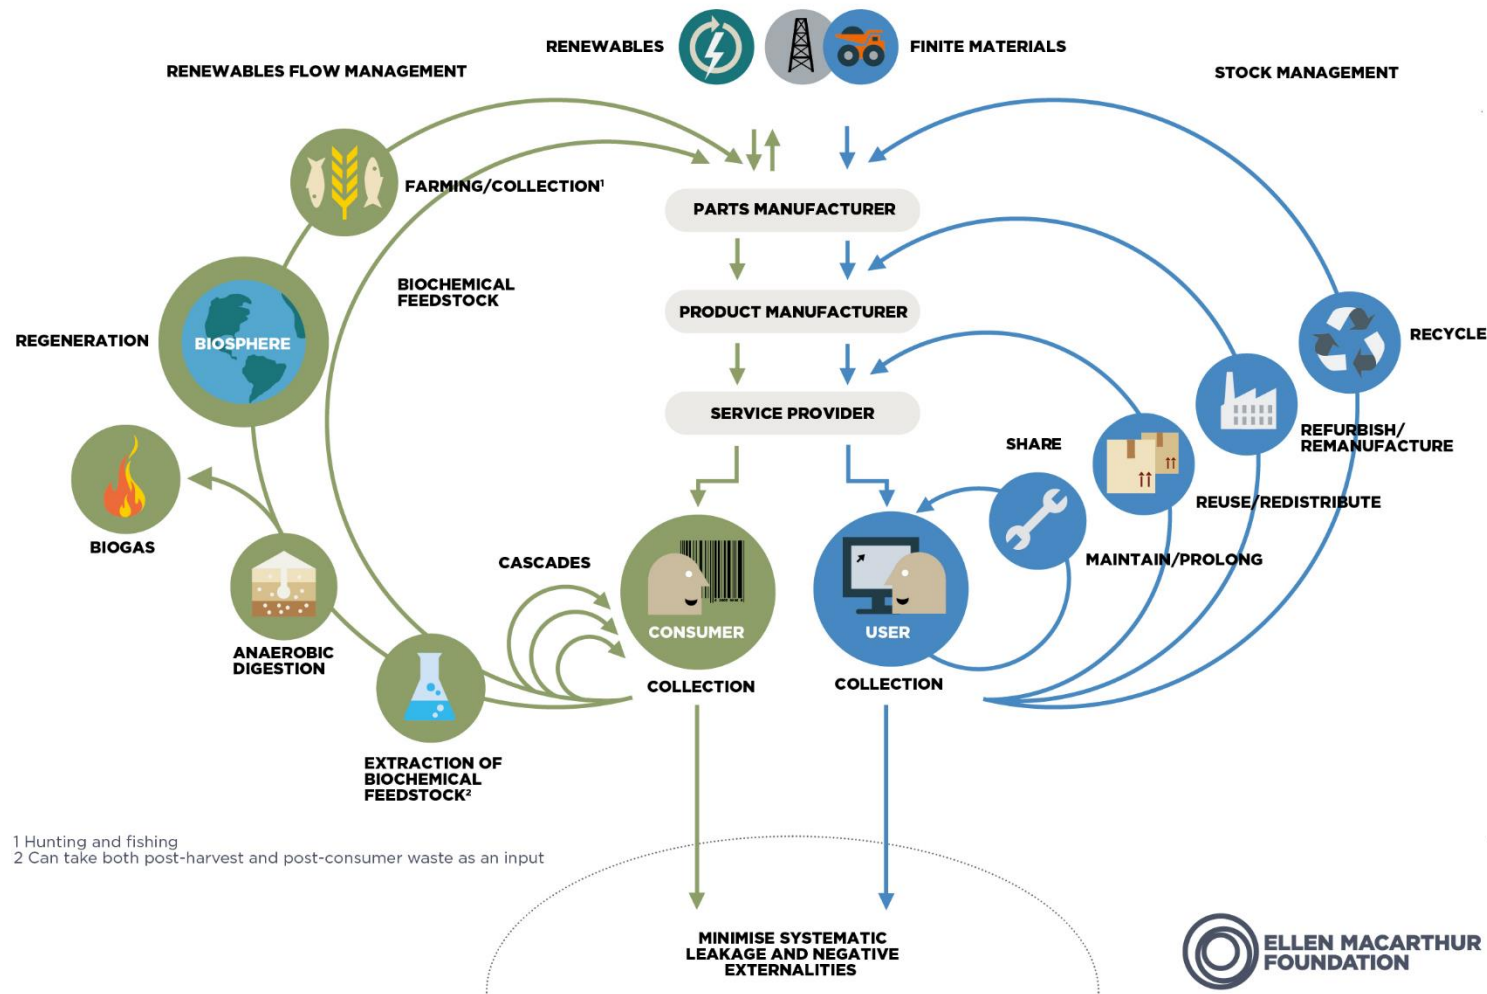 RENEWABLES
FINITE MATERIALS
RENEWABLES FLOW MANAGEMENT
STOCK MANAGEMENT
FARMING/COLLECTION¹
PARTS MANUFACTURER
BIOCHEMICAL
FEEDSTOCK
PRODUCT MANUFACTURER
REGENERATION
BIOSPHERE
RECYCLE
SERVICE PROVIDER
SHARE
REFURBISH/
REMANUFACTURE
REUSE/REDISTRIBUTE
BIOGAS
CASCADES
MAINTAIN/PROLONG
CONSUMER
USER
ANAEROBIC
DIGESTION
COLLECTION
COLLECTION
EXTRACTION OF
BIOCHEMICAL
FEEDSTOCK²
1 Hunting and fishing
2 Can take both post-harvest and post-consumer waste as an input
MINIMISE SYSTEMATIC
LEAKAGE AND NEGATIVE
EXTERNALITIES
ELLEN MACARTHUR
FOUNDATION